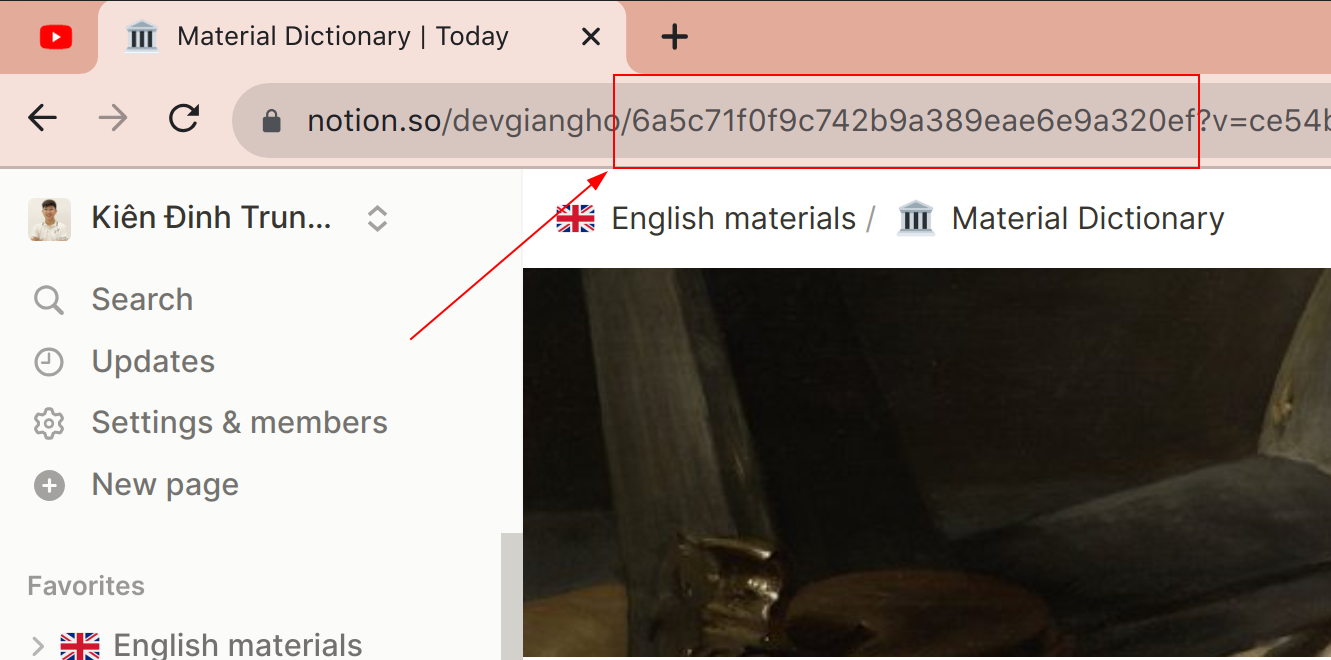 Material Dictionary | Today
notion.so/devgiangho/6a5c71f0f9c742b9a389eae6e9a320ef?v=ce54b
Kiên Đinh Trun...
English materials / Material Dictionary
Search
Updates
Settings & members
New page
Favorites
English materials